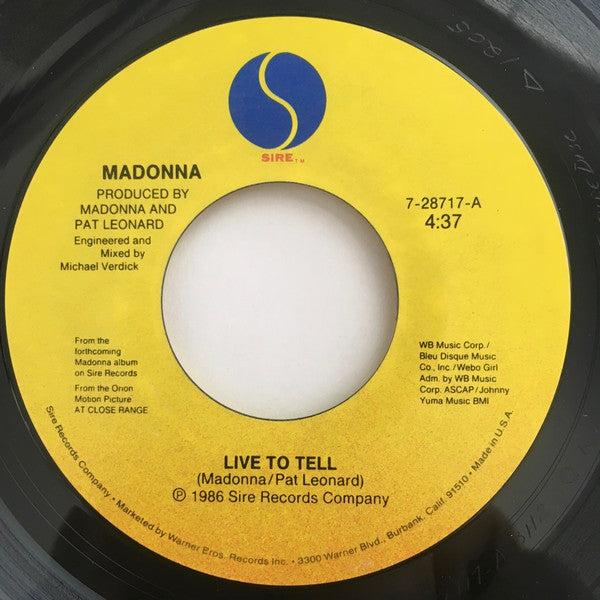 SIRE™
MADONNA
PRODUCED BY
MADONNA AND
PAT LEONARD
Engineered and
Mixed by
Michael Verdick
7-28717-A
4:37
From the
forthcoming
Madonna album
on Sire Records
From the Orion
Motion Picture
AT CLOSE RANGE
WB Music Corp./
Bleu Disque Music
Co., Inc./Webo Girl
Adm. by WB Music
Corp. ASCAP/Johnny
Yuma Music BMI
LIVE TO TELL
(Madonna/Pat Leonard)
℗ 1986 Sire Records Company
Sire Records Company. • Marketed by Warner Bros. Records Inc. • 3300 Warner Blvd., Burbank, Calif. 91510 • Made in U.S.A.